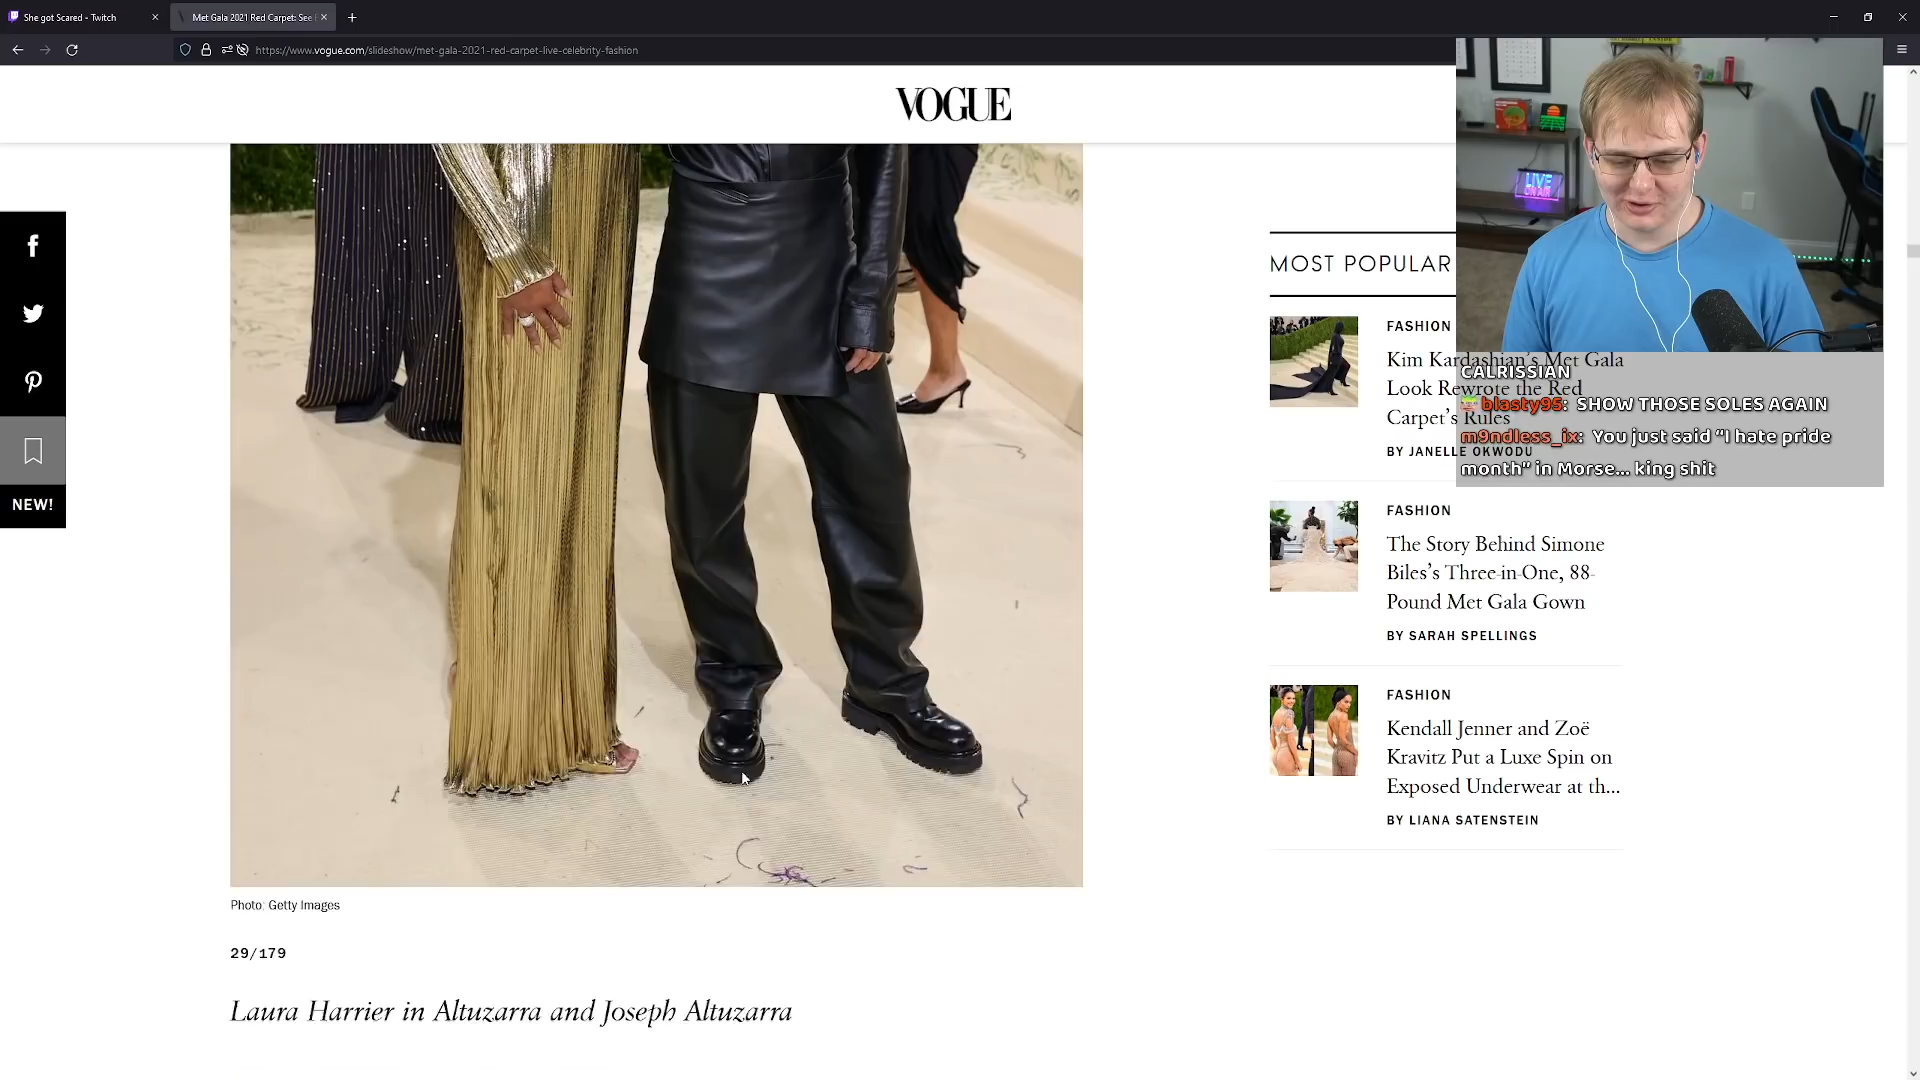 She got Scared - Twitch
Met Gala 2021 Red Carpet: See
https://www.vogue.com/slideshow/met-gala-2021-red-carpet-live-celebrity-fashion
VOGUE
NEW!
Photo: Getty Images
29/179
Laura Harrier in Altuzarra and Joseph Altuzarra
MOST POPULAR
FASHION
Kim Kardashian's Met Gala
Look Rewrote the Red
Carpet's Rules
BY JANELLE OKWODU
FASHION
The Story Behind Simone
Biles's Three-in-One, 88-
Pound Met Gala Gown
BY SARAH SPELLINGS
FASHION
Kendall Jenner and Zoë
Kravitz Put a Luxe Spin on
Exposed Underwear at th...
BY LIANA SATENSTEIN
LIVE
ON AIR
CALRISSIAN
blasty95: SHOW THOSE SOLES AGAIN
m9ndless_ix: You just said "I hate pride
month" in Morse... king shit